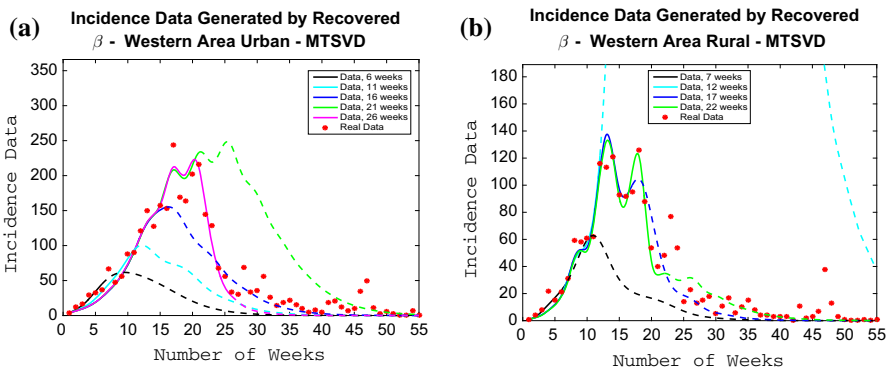 (a)
Incidence Data Generated by Recovered
β - Western Area Urban - MTSVD
350
300
250
200
150
100
50
0
Incidence Data
Data, 6 weeks
Data, 11 weeks
Data, 16 weeks
Data, 21 weeks
Data, 26 weeks
Real Data
0 5 10 15 20 25 30 35 40 45 50 55
Number of Weeks
(b)
Incidence Data Generated by Recovered
β - Western Area Rural - MTSVD
180
160
140
120
100
80
60
40
20
0
Incidence Data
Data, 7 weeks
Data, 12 weeks
Data, 17 weeks
Data, 22 weeks
Real Data
0 5 10 15 20 25 30 35 40 45 50 55
Number of Weeks